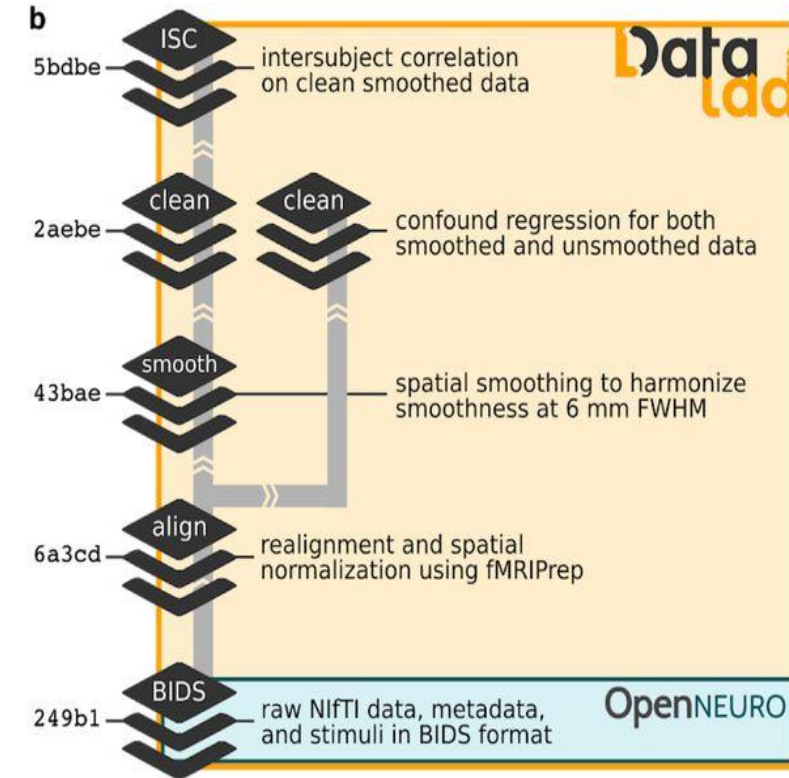 b
ISC
5bdbe
intersubject correlation
on clean smoothed data
Data
lad
clean
clean
2aebe
confound regression for both
smoothed and unsmoothed data
smooth
43bae
spatial smoothing to harmonize
smoothness at 6 mm FWHM
align
6a3cd
realignment and spatial
normalization using fMRIPrep
BIDS
249b1
raw NIfTI data, metadata,
and stimuli in BIDS format
OpenNEURO